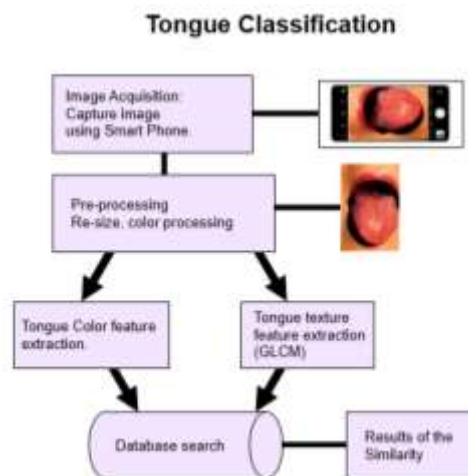 Tongue Classification
Image Acquisition:
Capture Image
using Smart Phone
Pre-processing
Re-size, color processing
Tongue Color feature
extraction.
Tongue texture
feature extraction
(GLCM)
Database search
Results of the
Similarity